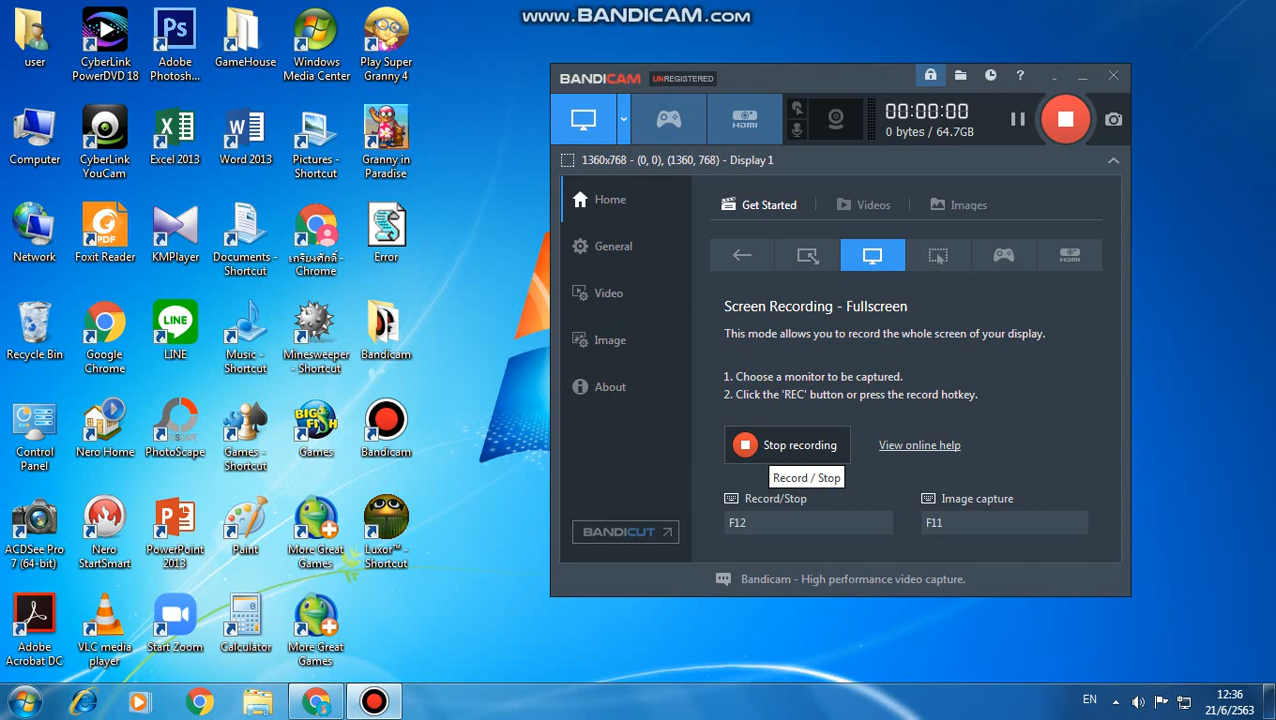 www.BANDICAM.com
user
CyberLink
PowerDVD 18
Adobe
Photosh...
GameHouse
Windows
Media Center
Play Super
Granny 4
Computer
CyberLink
YouCam
Excel 2013
Word 2013
Pictures -
Shortcut
Granny in
Paradise
Network
Foxit Reader
KMPlayer
Documents -
Shortcut
เกรียงศักดิ์ -
Chrome
Error
Recycle Bin
Google
Chrome
LINE
Music -
Shortcut
Minesweeper
- Shortcut
Bandicam
Control
Panel
Nero Home
PhotoScape
Games -
Shortcut
Games
Bandicam
ACDSee Pro
7 (64-bit)
Nero
StartSmart
PowerPoint
2013
Paint
More Great
Games
Luxor™ -
Shortcut
Adobe
Acrobat DC
VLC media
player
Start Zoom
Calculator
More Great
Games
BANDICAM UNREGISTERED
HDMI
00:00:00
0 bytes / 64.7GB
1360x768 - (0, 0), (1360, 768) - Display 1
Home
General
Video
Image
About
BANDICUT
Get Started
Videos
Images
HDMI
Screen Recording - Fullscreen
This mode allows you to record the whole screen of your display.
1. Choose a monitor to be captured.
2. Click the 'REC' button or press the record hotkey.
Stop recording
View online help
Record / Stop
Record/Stop
Image capture
F12
F11
Bandicam - High performance video capture.
EN
12:36
21/6/2563